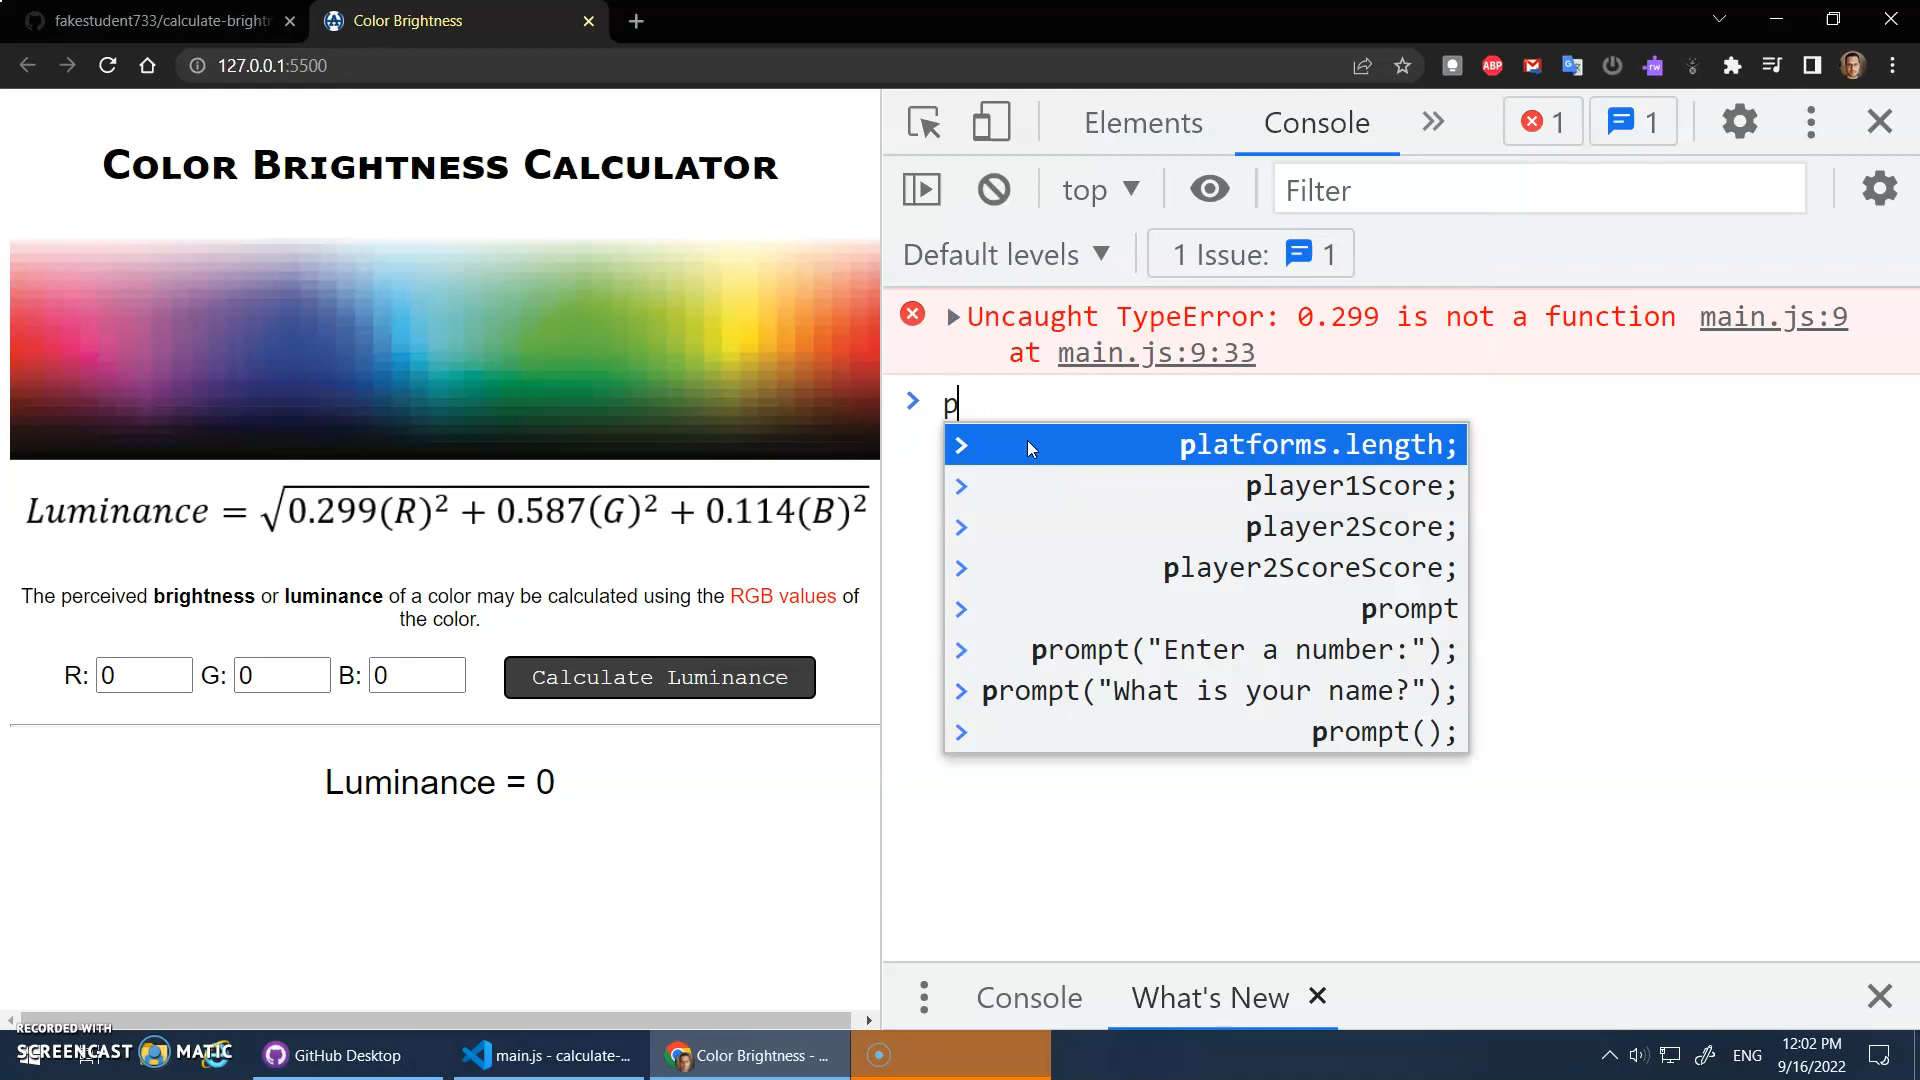 fakestudent733/calculate-brightn
Color Brightness
127.0.0.1:5500
ABP
rw
COLOR BRIGHTNESS CALCULATOR
Luminance = √0.299(R)² + 0.587(G)² + 0.114(B)²
The perceived brightness or luminance of a color may be calculated using the RGB values of
the color.
R: 0 G: 0 B: 0 Calculate Luminance
Luminance = 0
Elements Console 1 1
top Filter
Default levels 1 Issue: 1
Uncaught TypeError: 0.299 is not a function main.js:9
at main.js:9:33
p
platforms.length;
player1Score;
player2Score;
player2ScoreScore;
prompt
prompt("Enter a number:");
prompt("What is your name?");
prompt();
Console What's New
RECORDED WITH
SCREENCAST MATIC
GitHub Desktop
main.js - calculate-...
Color Brightness - ...
ENG
12:02 PM
9/16/2022